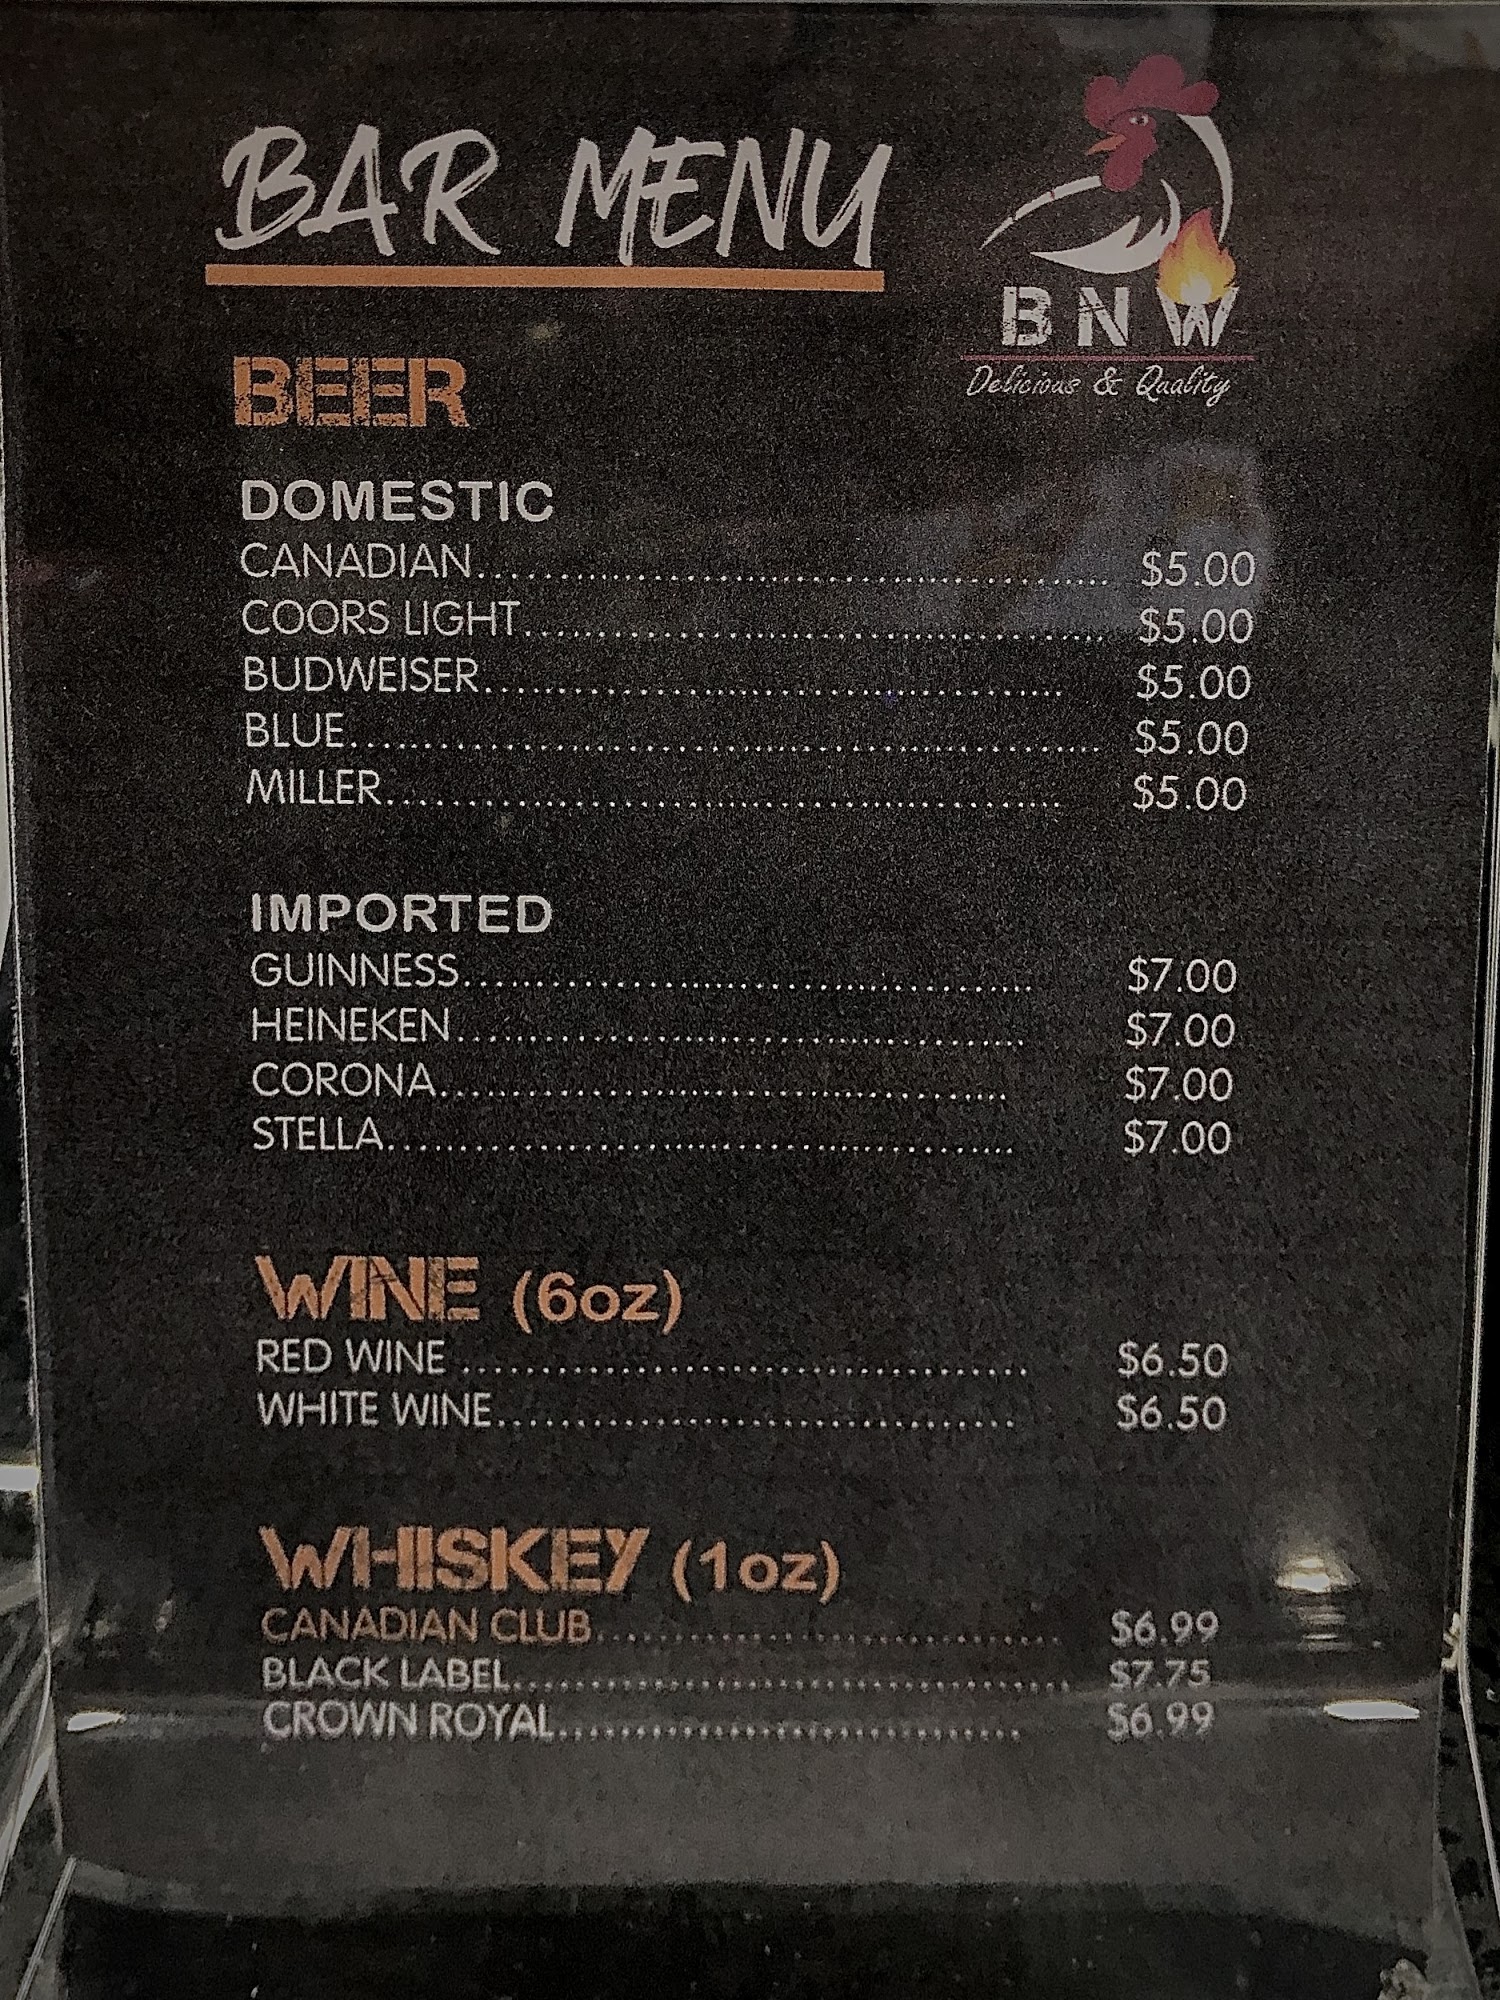 BAR MENU
BNW
Delicious & Quality
BEER
DOMESTIC
CANADIAN........................................ $5.00
COORS LIGHT........................................ $5.00
BUDWEISER........................................ $5.00
BLUE........................................ $5.00
MILLER........................................ $5.00
IMPORTED
GUINNESS........................................ $7.00
HEINEKEN........................................ $7.00
CORONA........................................ $7.00
STELLA........................................ $7.00
WINE (6oz)
RED WINE ........................................ $6.50
WHITE WINE........................................ $6.50
WHISKEY (1oz)
CANADIAN CLUB........................................ $6.99
BLACK LABEL........................................ $7.75
CROWN ROYAL........................................ $6.99